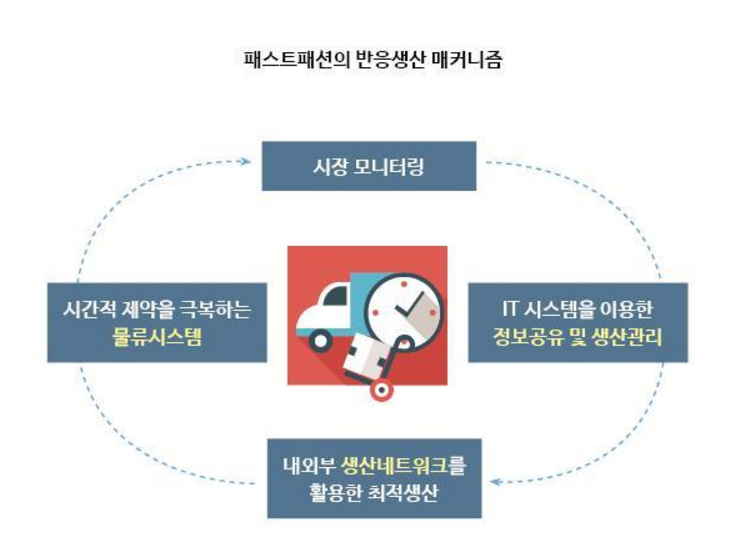 패스트패션의 반응생산 매커니즘
시장 모니터링
시간적 제약을 극복하는
물류시스템
IT 시스템을 이용한
정보공유 및 생산관리
내외부 생산네트워크를
활용한 최적생산